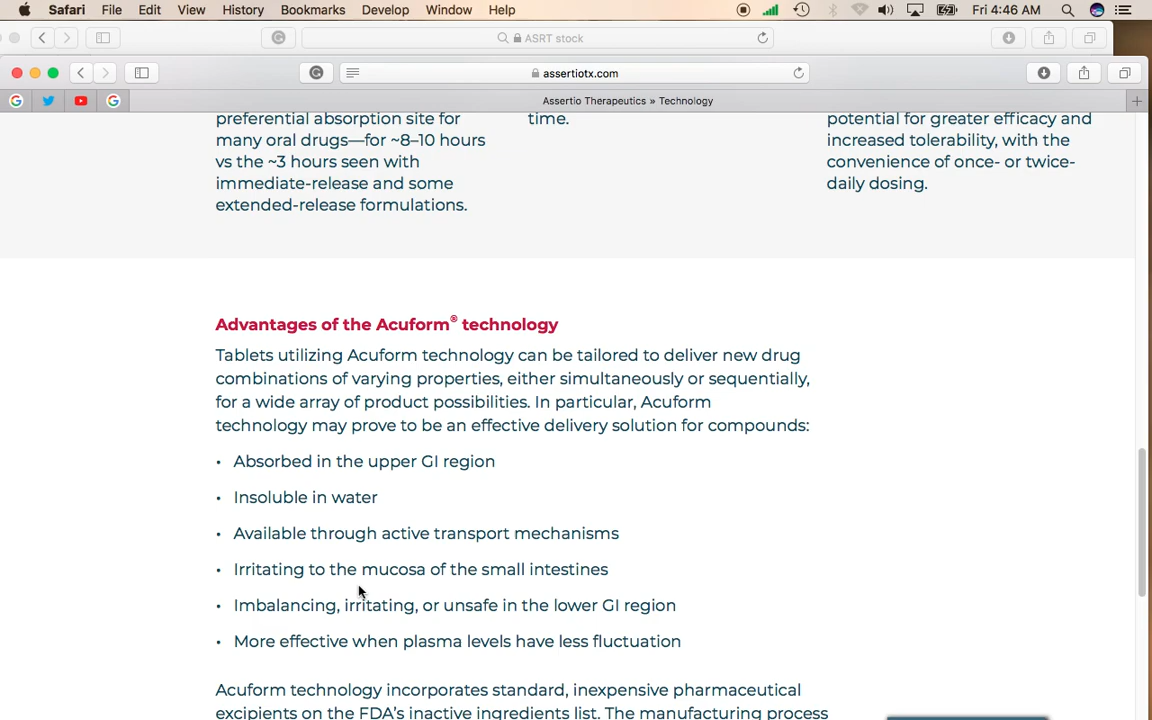 Safari File Edit View History Bookmarks Develop Window Help Fri 4:46 AM
ASRT stock
assertiotx.com
Assertio Therapeutics » Technology
preferential absorption site for
many oral drugs—for ~8–10 hours
vs the ~3 hours seen with
immediate-release and some
extended-release formulations.
time.
potential for greater efficacy and
increased tolerability, with the
convenience of once- or twice-
daily dosing.
Advantages of the Acuform® technology
Tablets utilizing Acuform technology can be tailored to deliver new drug
combinations of varying properties, either simultaneously or sequentially,
for a wide array of product possibilities. In particular, Acuform
technology may prove to be an effective delivery solution for compounds:
• Absorbed in the upper GI region
• Insoluble in water
• Available through active transport mechanisms
• Irritating to the mucosa of the small intestines
• Imbalancing, irritating, or unsafe in the lower GI region
• More effective when plasma levels have less fluctuation
Acuform technology incorporates standard, inexpensive pharmaceutical
excipients on the FDA's inactive ingredients list. The manufacturing process